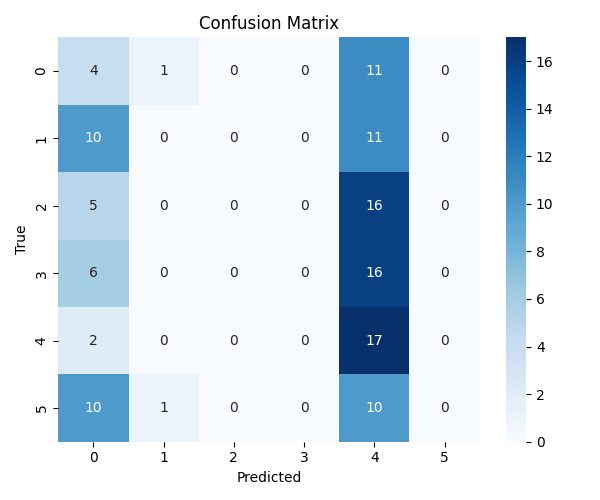 Confusion Matrix
True
0 4 1 0 0 11 0
1 10 0 0 0 11 0
2 5 0 0 0 16 0
3 6 0 0 0 16 0
4 2 0 0 0 17 0
5 10 1 0 0 10 0
0 1 2 3 4 5
Predicted
16
14
12
10
8
6
4
2
0